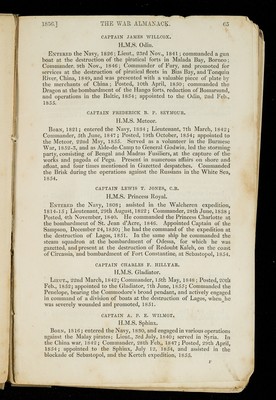 1856.] THE WAR ALMANACK. 65
CAPTAIN JAMES WILLCOX.
H.M.S. Odin.
ENTERED the Navy, 1826; Lieut., 23rd Nov., 1841; commanded a gun
boat at the destruction of the piratical forts in Malada Bay, Borneo;
Commander, 9th Nov., 1846; Commander of Fury, and promoted for
services at the destruction of piratical fleets in Bias Bay, and Tonquin
River, China, 1849, and was presented with a valuable piece of plate by
the merchants of China; Posted, 10th April, 1850; commanded the
Dragon at the bombardment of the Hango forts, reduction of Bomarsund,
and operations in the Baltic, 1854; appointed to the Odin, 2nd Feb.,
1855.
CAPTAIN FREDERICK B. P. SEYMOUR.
H.M.S. Meteor.
BORN, 1821; entered the Navy, 1834; Lieutenant, 7th March, 1842;
Commander, 5th June, 1847; Posted, 19th October, 1854; appointed to
the Meteor, 22nd May, 1855. Served as a volunteer in the Burmese
War, 1852-3, and as Aide-de-Camp to General Godwin, led the storming
party, consisting of Bengal and Madras Fusiliers, at the capture of the
works and pagoda of Pegu. Present in numerous affairs on shore and
afloat, and four times mentioned in Gazetted despatches. Commanded
the Brisk during the operations against the Russians in the White Sea,
1854.
CAPTAIN LEWIS T. JONES, C.B.
H.M.S. Princess Royal.
ENTERED the Navy, 1808; assisted in the Walcheren expedition,
1814-15; Lieutenant, 29th August, 1822; Commander, 28th June, 1838;
Posted, 4th November, 1840. He commanded the Princess Charlotte at
the bombardment of St. Jean d'Acre, 1840. Appointed Captain of the
Sampson, December 24, 1850; he had the command of the expedition at
the destruction of Lagos, 1851. In the same ship he commanded the
steam squadron at the bombardment of Odessa, for which he was
gazetted, and present at the destruction of Redoubt Kaleh, on the coast
of Circassia, and bombardment of Fort Constantine, at Sebastopol, 1854.
CAPTAIN CHARLES F. HILLYAR.
H.M.S. Gladiator.
LIEUT., 22nd March, 1842; Commander, 15th May, 1848; Posted, 20th
Feb., 1852; appointed to the Gladiator, 7th June, 1855; Commanded the
Penelope, bearing the Commodore's broad pendant, and actively engaged
in command of a division of boats at the destruction of Lagos, when he
was severely wounded and promoted, 1851.
CAPTAIN A. P. E. WILMOT.
H.M.S. Sphinx.
BORN, 1816; entered the Navy, 1830, and engaged in various operations
against the Malay pirates; Lieut., 3rd July, 1840; served in Syria. In
the China war, 1842; Commander, 28th Feb., 1847; Posted, 25th April,
1854; appointed to the Sphinx, July 12, 1854, and assisted in the
blockade of Sebastopol, and the Kertch expedition, 1855.
F